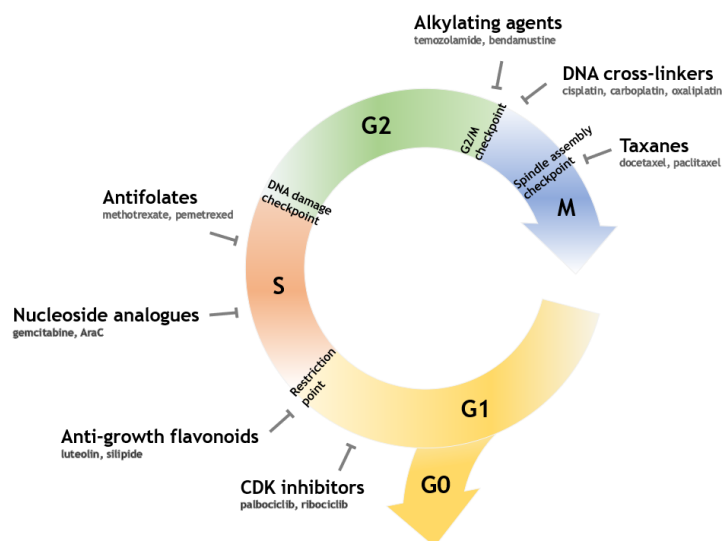 Alkylating agents
temozolamide, bendamustine
DNA cross-linkers
cisplatin, carboplatin, oxaliplatin
G2
G2/M
checkpoint
Spindle assembly
checkpoint
Taxanes
docetaxel, paclitaxel
Antifolates
methotrexate, pemetrexed
DNA damage
checkpoint
M
S
Nucleoside analogues
gemcitabine, AraC
Restriction
point
G1
Anti-growth flavonoids
luteolin, silipide
CDK inhibitors
palbociclib, ribociclib
G0